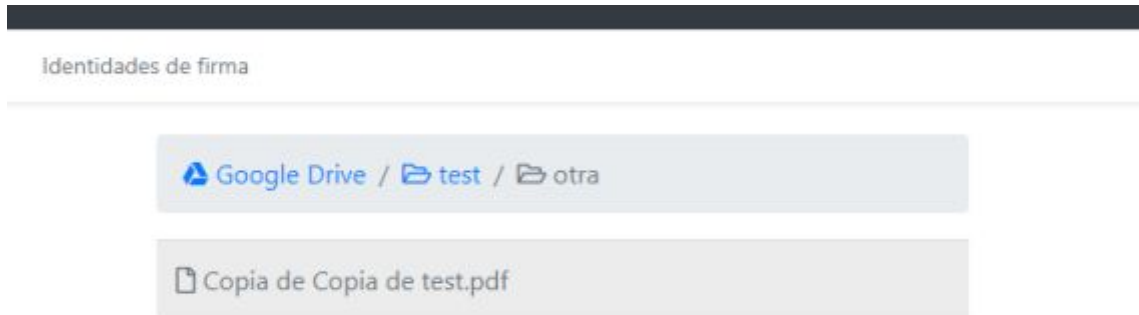 Identidades de firma
Google Drive / test / otra
Copia de Copia de test.pdf